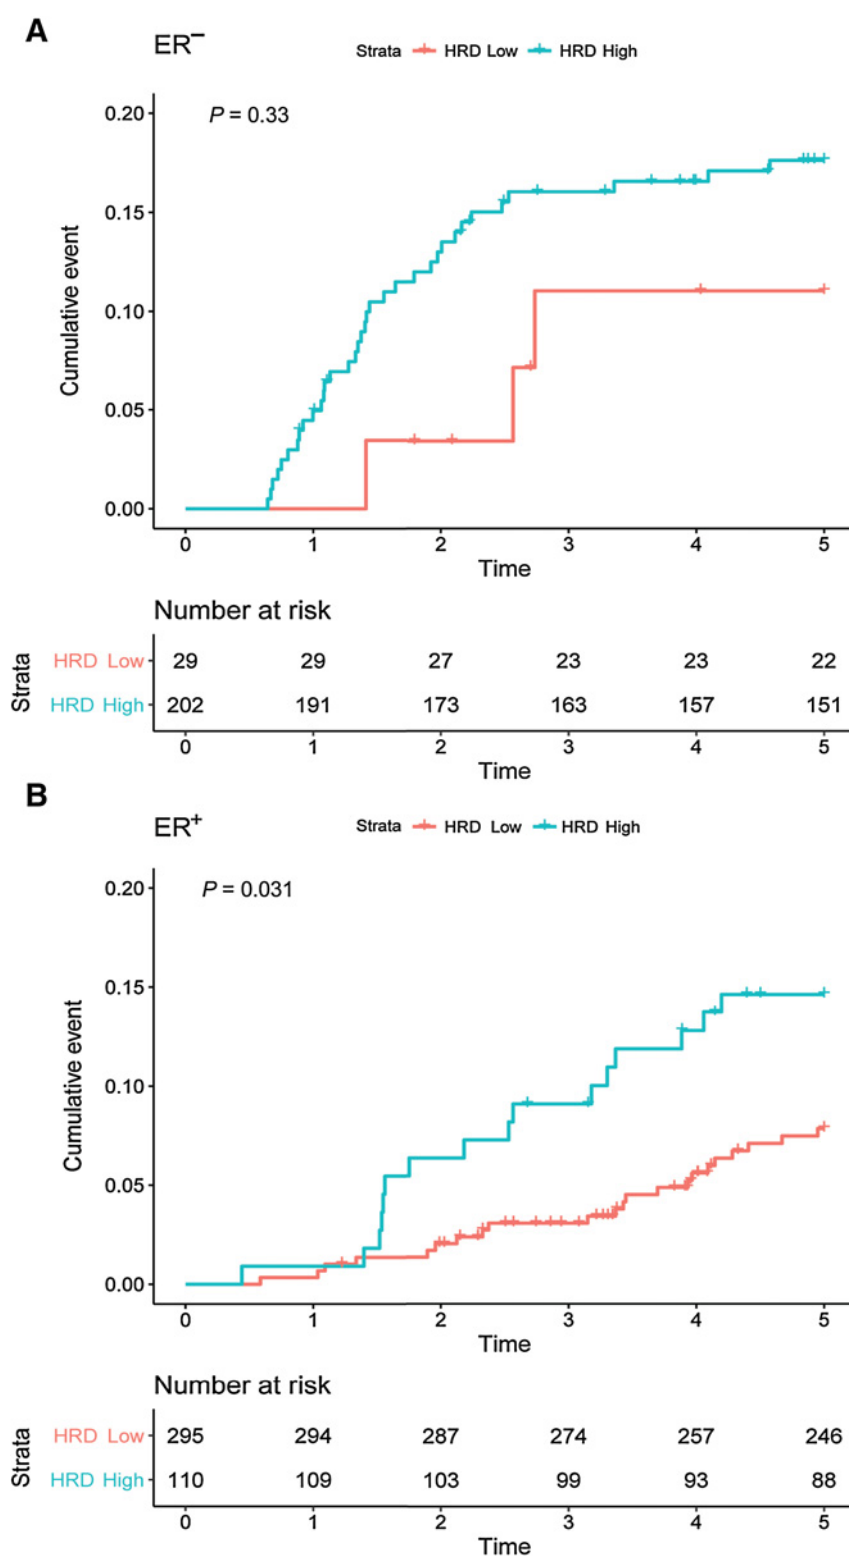 A
ER⁻
Strata HRD Low HRD High
P = 0.33
0.20
0.15
0.10
0.05
0.00
Cumulative event
0 1 2 3 4 5
Time
Number at risk
Strata
HRD Low 29 29 27 23 23 22
HRD High 202 191 173 163 157 151
0 1 2 3 4 5
Time
B
ER⁺
Strata HRD Low HRD High
P = 0.031
0.20
0.15
0.10
0.05
0.00
Cumulative event
0 1 2 3 4 5
Time
Number at risk
Strata
HRD Low 295 294 287 274 257 246
HRD High 110 109 103 99 93 88
0 1 2 3 4 5
Time